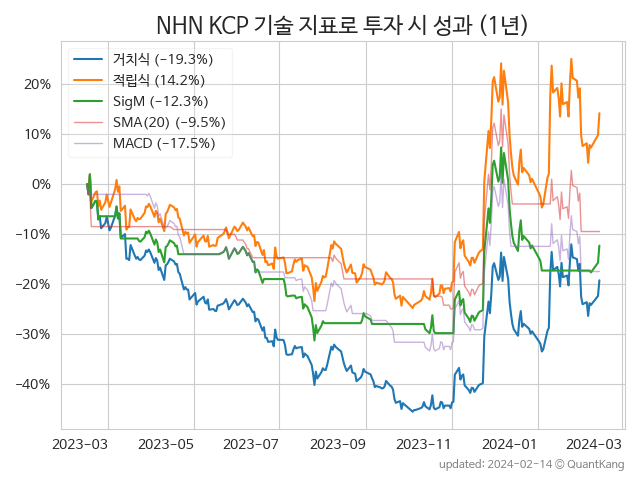 NHN KCP 기술 지표로 투자 시 성과 (1년)
거치식 (−19.3%)
적립식 (14.2%)
SigM (−12.3%)
SMA(20) (−9.5%)
MACD (−17.5%)
20%
10%
0%
−10%
−20%
−30%
−40%
2023−03 2023−05 2023−07 2023−09 2023−11 2024−01 2024−03
updated: 2024−02−14 © QuantKang